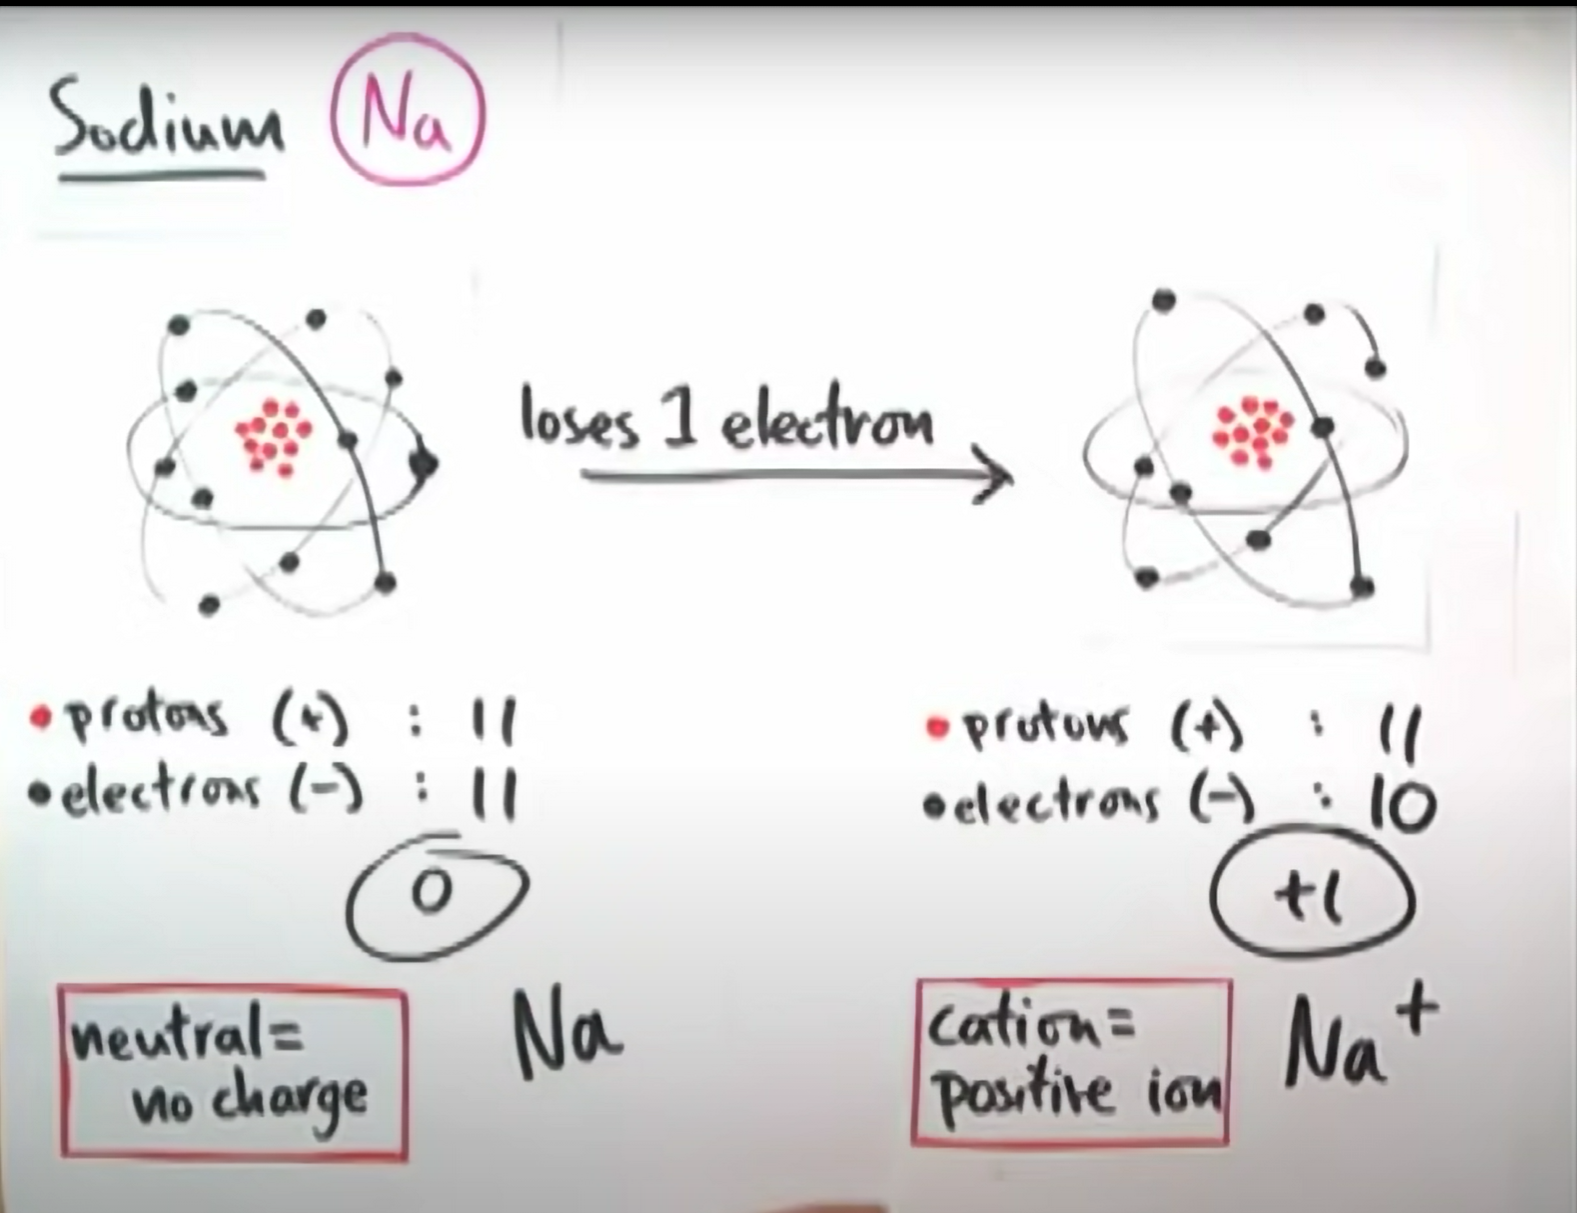 Sodium Na
loses 1 electron
protons (+) : 11
electrons (-) : 11
0
neutral=
no charge
Na
protons (+) : 11
electrons (-) : 10
+1
cation=
positive ion
Na+